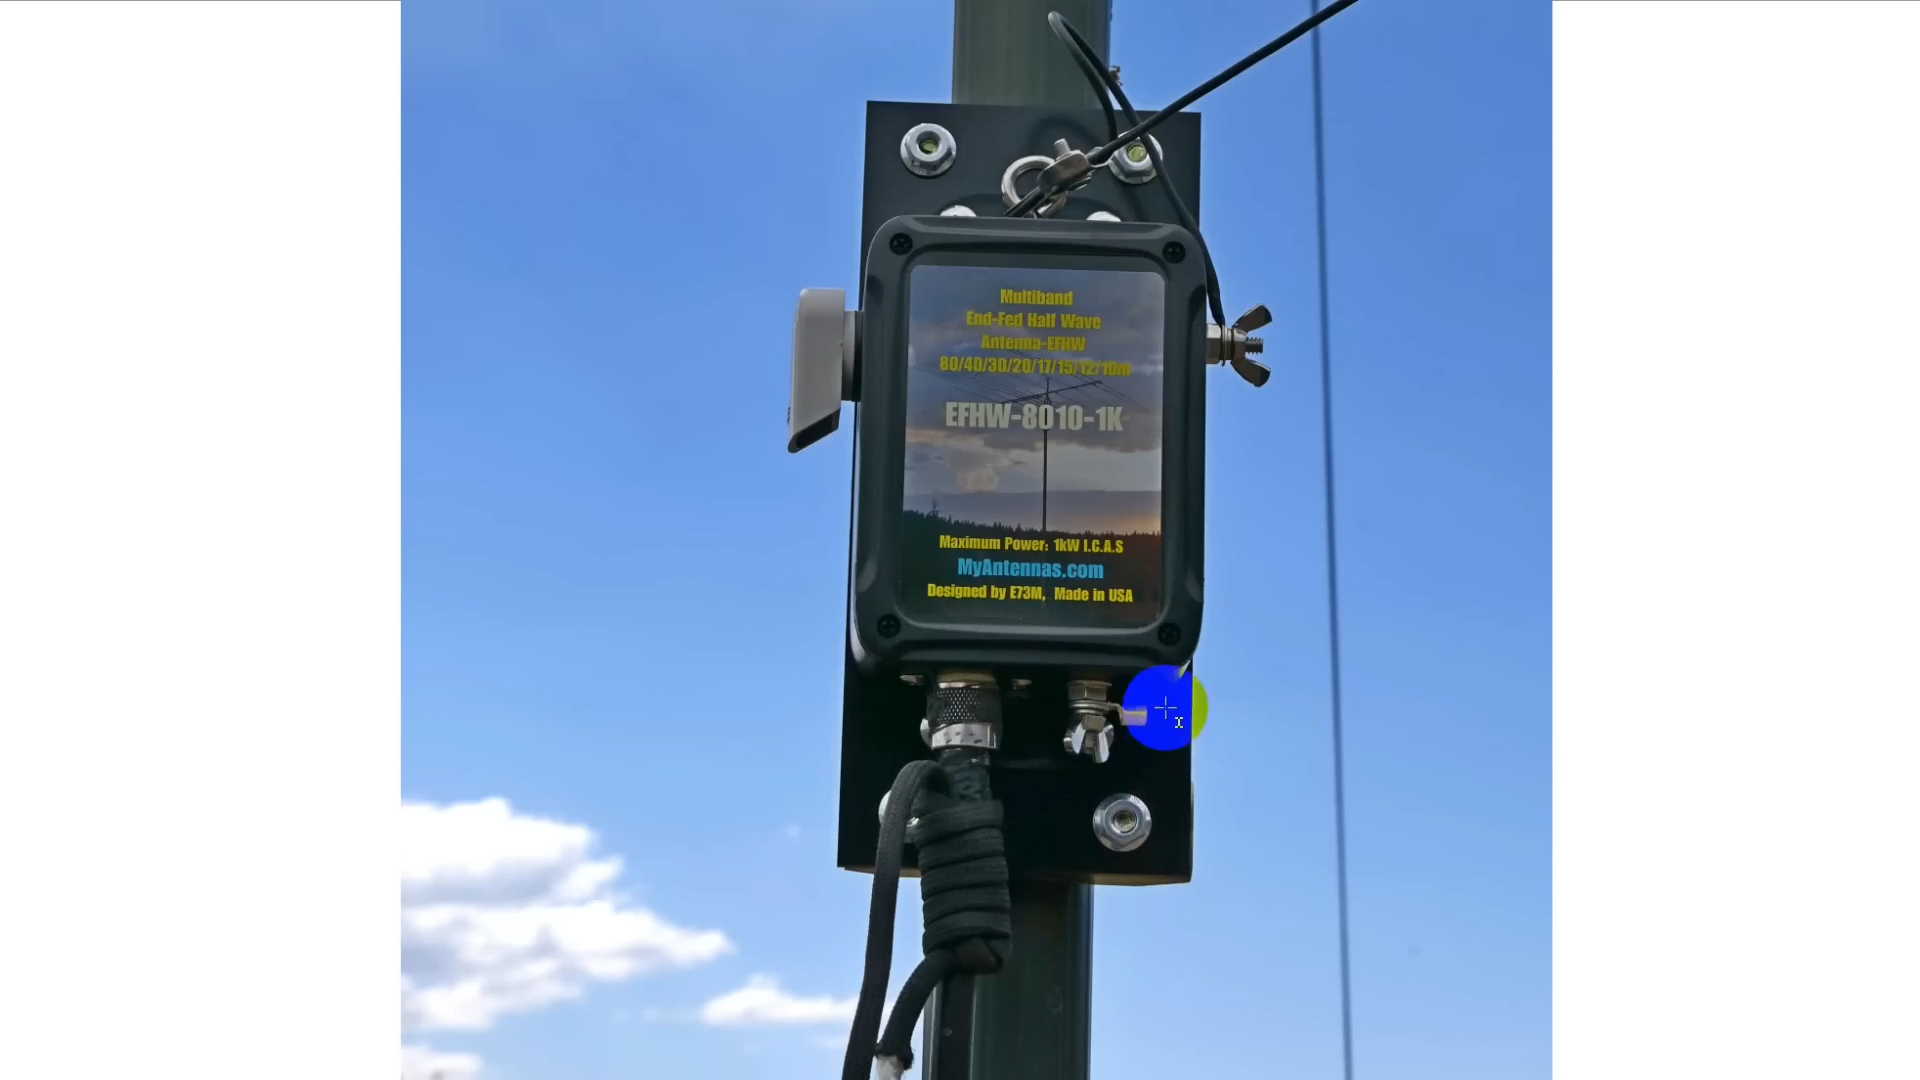 Multiband
End-Fed Half Wave
Antenna-EFHW
80/40/30/20/17/15/12/10m
EFHW-8010-1K
Maximum Power: 1kW I.C.A.S
MyAntennas.com
Designed by E73M, Made in USA